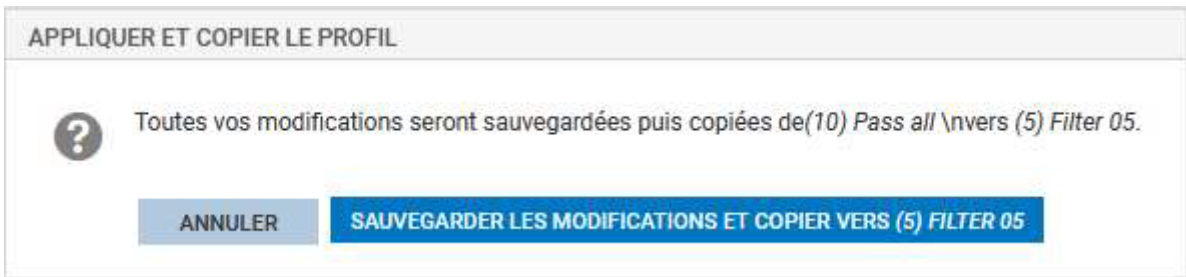 APPLIQUER ET COPIER LE PROFIL
Toutes vos modifications seront sauvegardées puis copiées de(10) Pass all \nvers (5) Filter 05.
ANNULER
SAUVEGARDER LES MODIFICATIONS ET COPIER VERS (5) FILTER 05